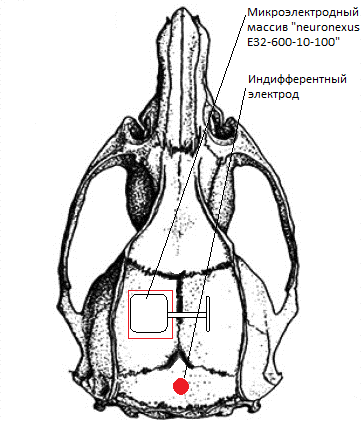 Микроэлектродный
массив "neuronexus
E32-600-10-100"
Индифферентный
электрод